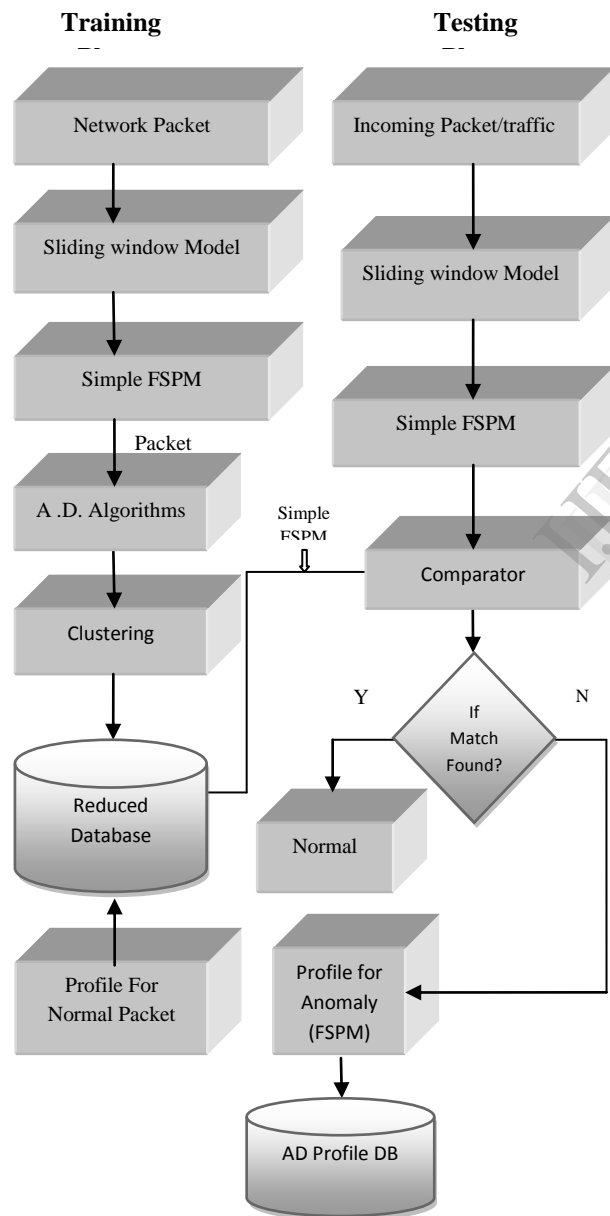 Training
Network Packet
Sliding window Model
Simple FSPM
Packet
A .D. Algorithms
Clustering
Reduced
Database
Profile For
Normal Packet
Testing
Incoming Packet/traffic
Sliding window Model
Simple FSPM
Simple
FSPM
Comparator
If
Match
Found?
Y
N
Normal
Profile for
Anomaly
(FSPM)
AD Profile DB